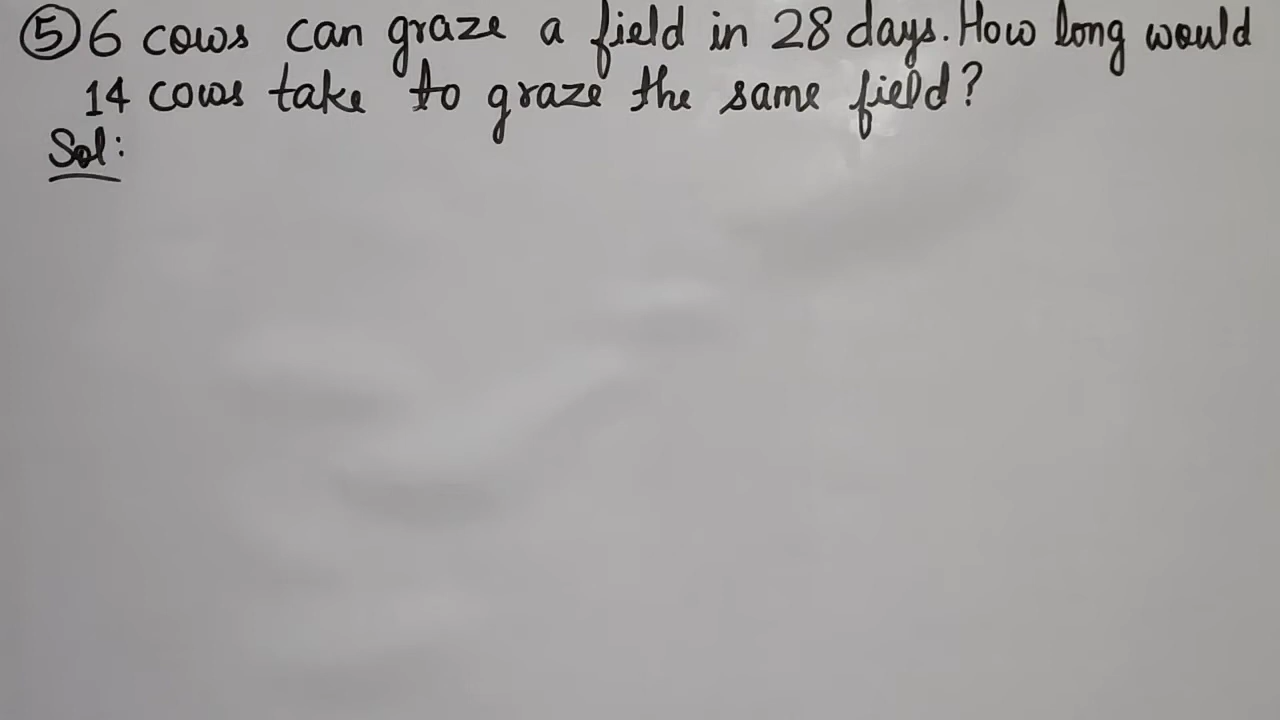 ⑤ 6 cows can graze a field in 28 days. How long would
14 cows take to graze the same field?
Sol: